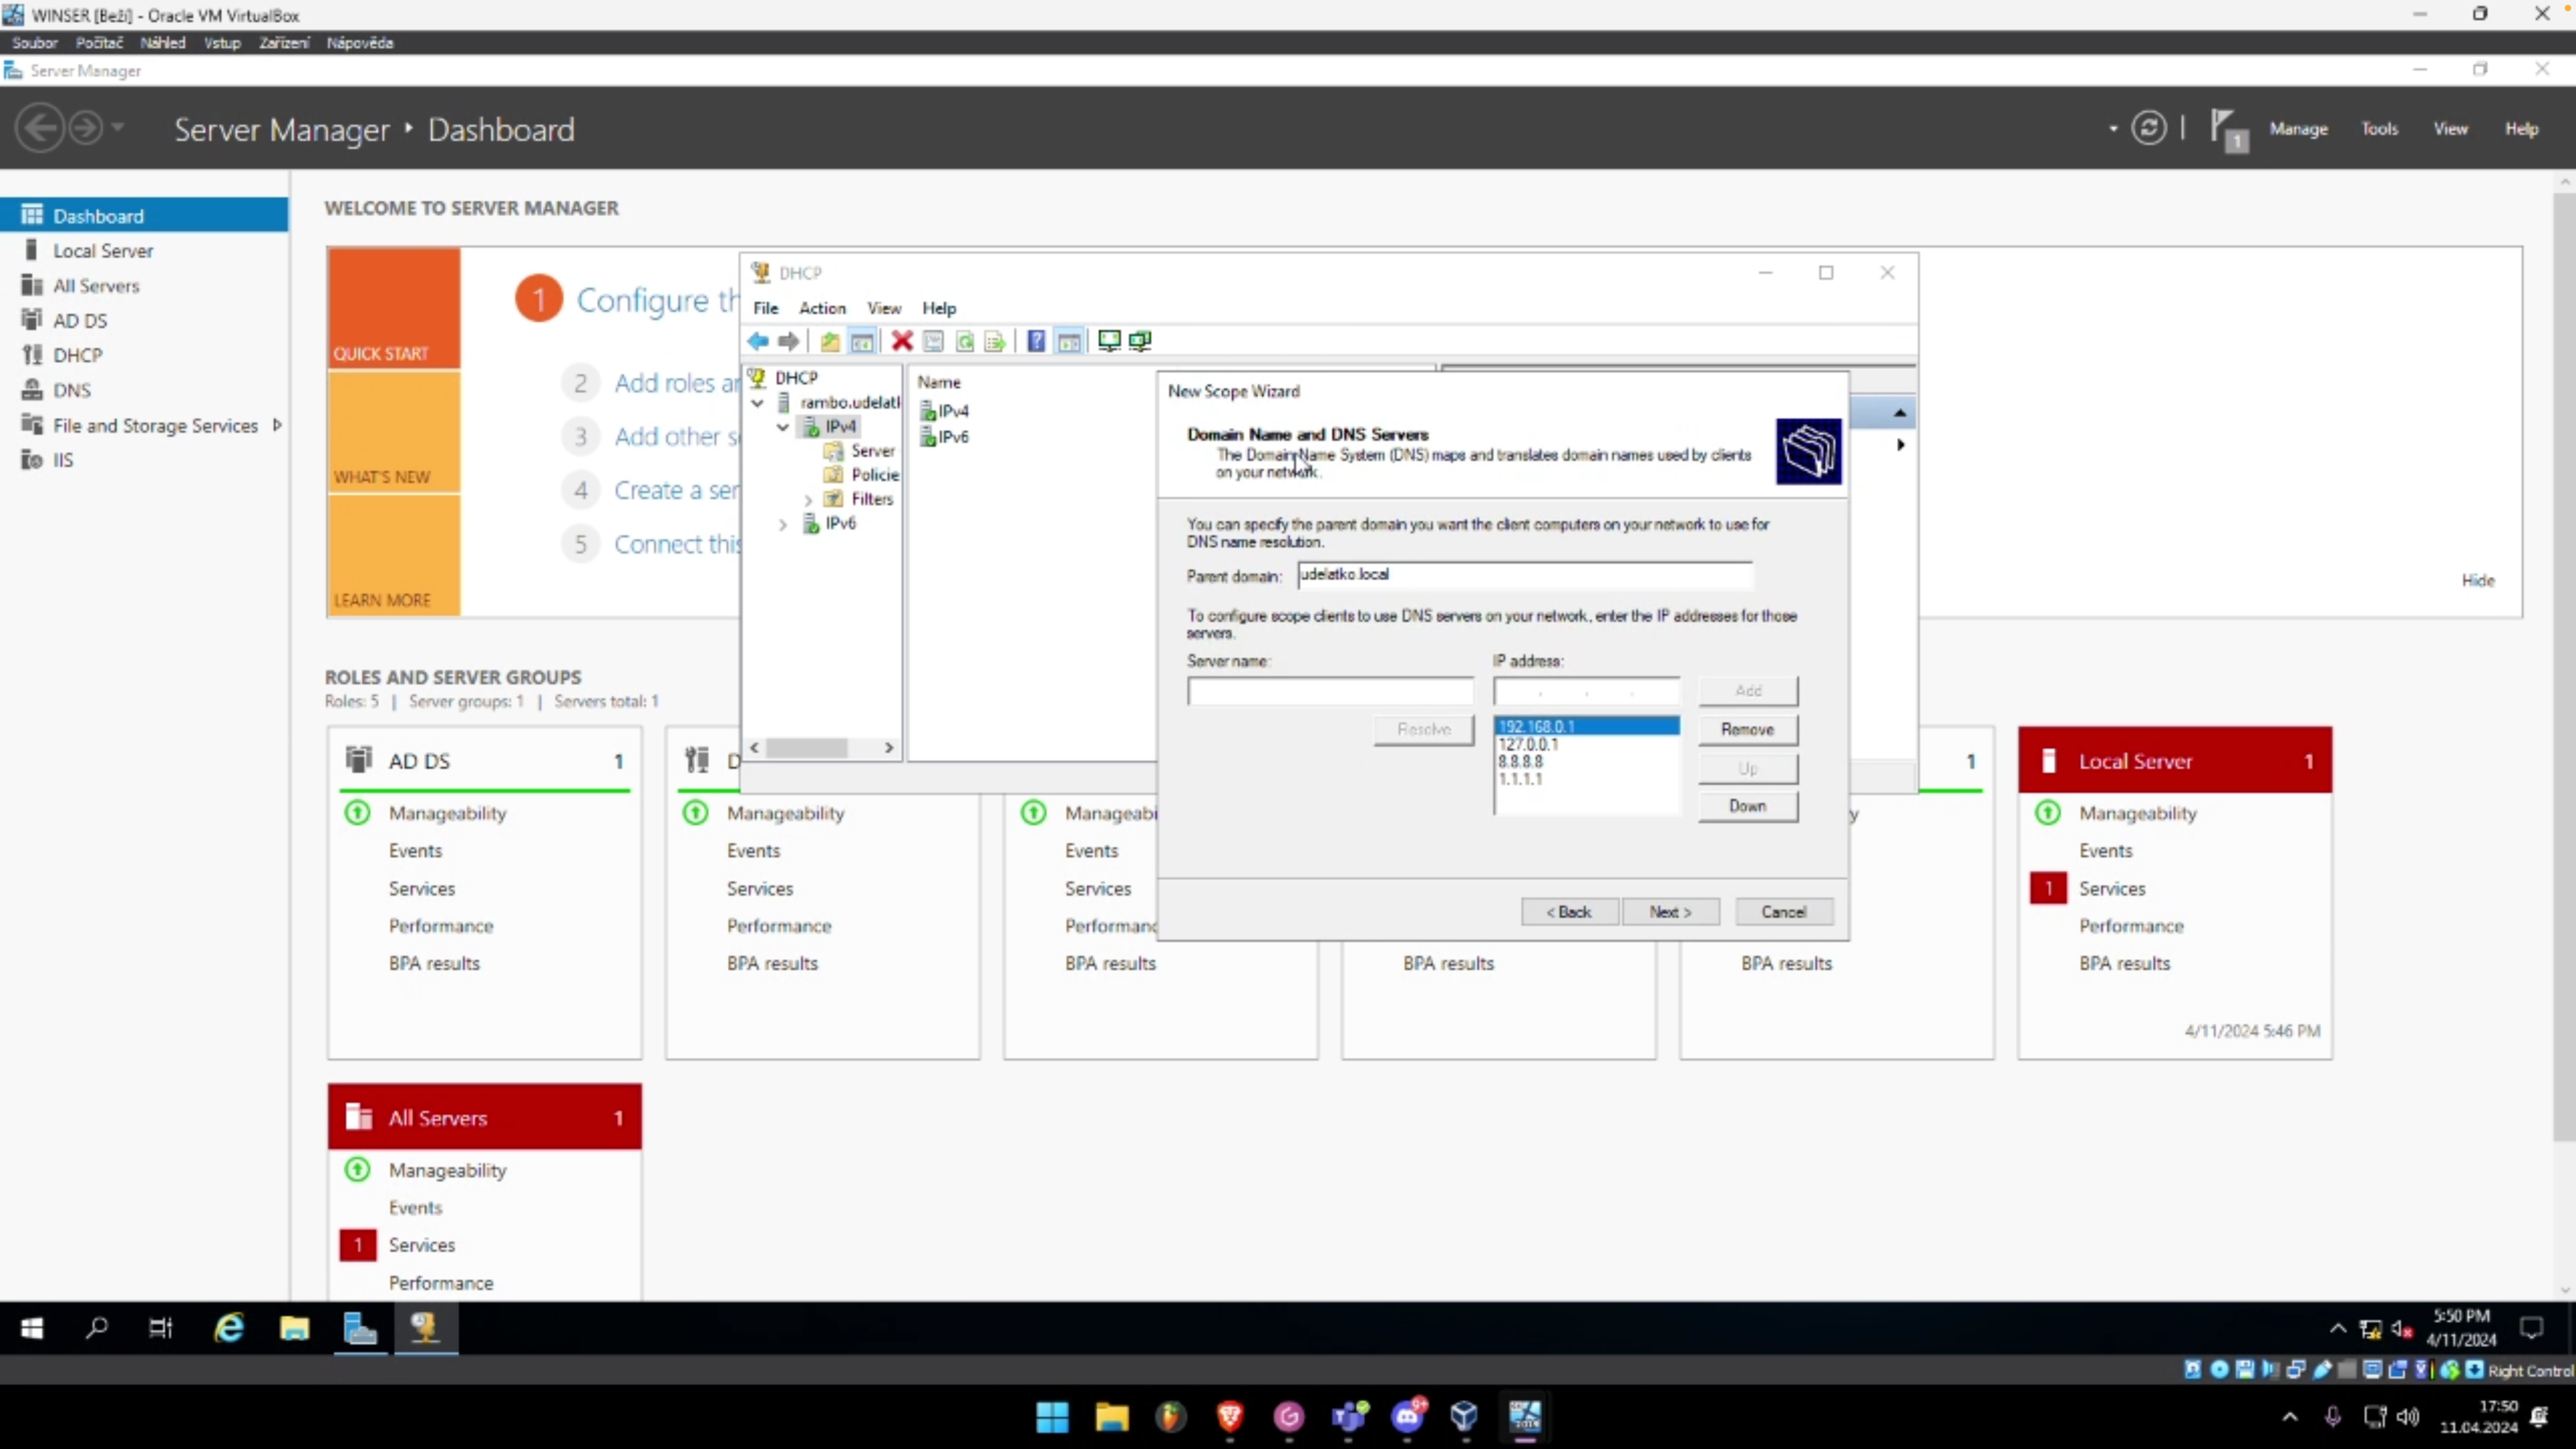 WINSER [Beží] - Oracle VM VirtualBox
Soubor Počítač Náhled Vstup Zařízení Nápověda
Server Manager
Server Manager • Dashboard
1
Manage Tools View Help
Dashboard
Local Server
All Servers
AD DS
DHCP
DNS
File and Storage Services
IIS
WELCOME TO SERVER MANAGER
QUICK START
WHAT'S NEW
LEARN MORE
1 Configure th
2 Add roles ar
3 Add other s
4 Create a ser
5 Connect this
Hide
DHCP
File Action View Help
DHCP
rambo.udelatl
IPv4
Server
Policie
Filters
IPv6
Name
IPv4
IPv6
New Scope Wizard
Domain Name and DNS Servers
The Domain Name System (DNS) maps and translates domain names used by clients
on your network.
You can specify the parent domain you want the client computers on your network to use for
DNS name resolution.
Parent domain: udelatko.local
To configure scope clients to use DNS servers on your network, enter the IP addresses for those
servers.
Server name: IP address:
Add
Resolve
192.168.0.1
127.0.0.1
8.8.8.8
1.1.1.1
Remove
Up
Down
< Back Next > Cancel
ROLES AND SERVER GROUPS
Roles: 5 | Server groups: 1 | Servers total: 1
AD DS 1
Manageability
Events
Services
Performance
BPA results
D
Manageability
Events
Services
Performance
BPA results
Manageabi
Events
Services
Performanc
BPA results
BPA results
1
y
BPA results
Local Server 1
Manageability
Events
1 Services
Performance
BPA results
4/11/2024 5:46 PM
All Servers 1
Manageability
Events
1 Services
Performance
5:50 PM
4/11/2024
Right Control
9+
17:50
11.04.2024